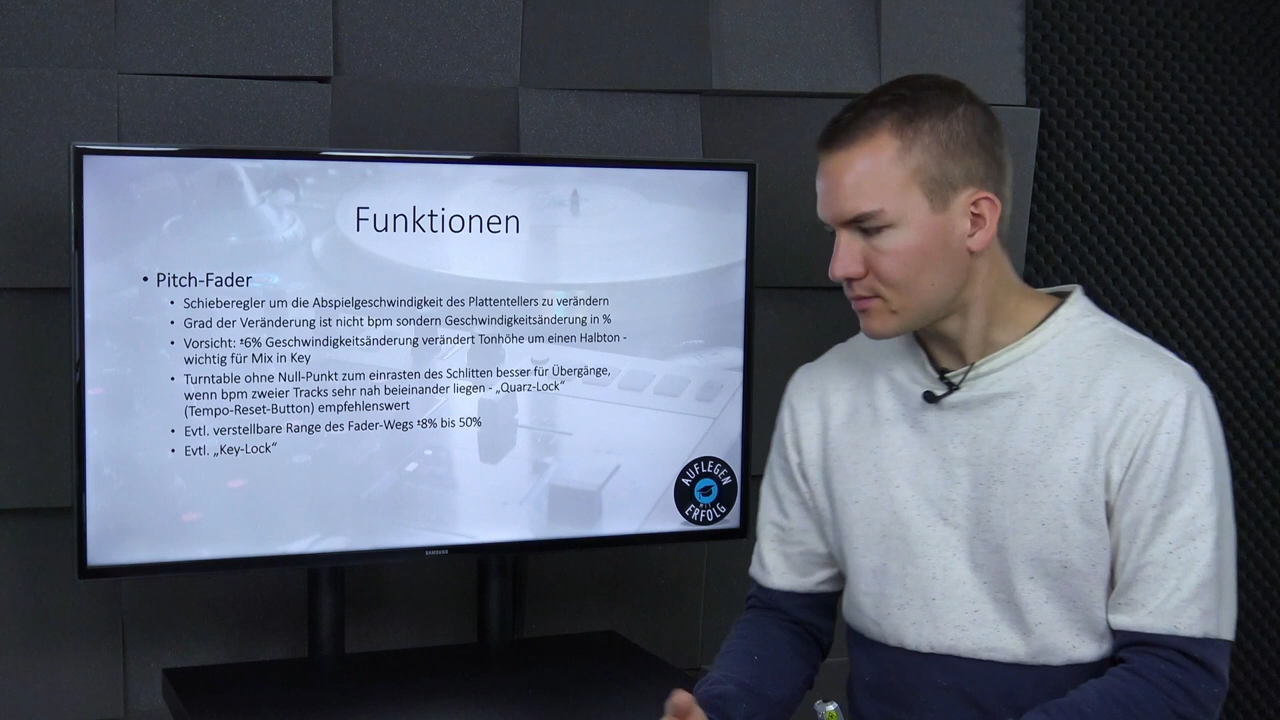 Funktionen
• Pitch-Fader
• Schieberegler um die Abspielgeschwindigkeit des Plattentellers zu verändern
• Grad der Veränderung ist nicht bpm sondern Geschwindigkeitsänderung in %
• Vorsicht: ±6% Geschwindigkeitsänderung verändert Tonhöhe um einen Halbton -
wichtig für Mix in Key
• Turntable ohne Null-Punkt zum einrasten des Schlitten besser für Übergänge,
wenn bpm zweier Tracks sehr nah beieinander liegen - „Quarz-Lock“
(Tempo-Reset-Button) empfehlenswert
• Evtl. verstellbare Range des Fader-Wegs ±8% bis 50%
• Evtl. „Key-Lock“
AUFLEGEN
MIT
ERFOLG
SAMSUNG